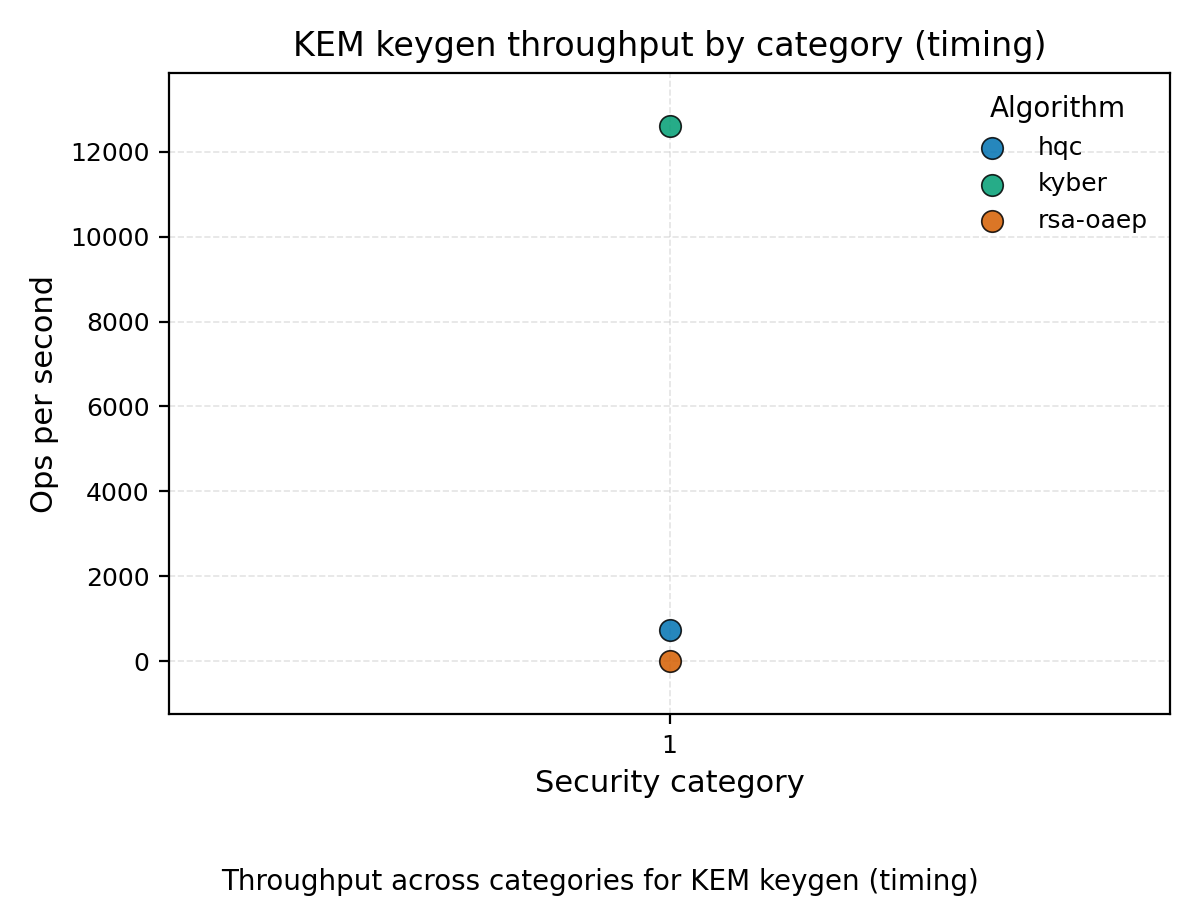 KEM keygen throughput by category (timing)
Algorithm
hqc
kyber
rsa-oaep
Ops per second
12000
10000
8000
6000
4000
2000
0
1
Security category
Throughput across categories for KEM keygen (timing)